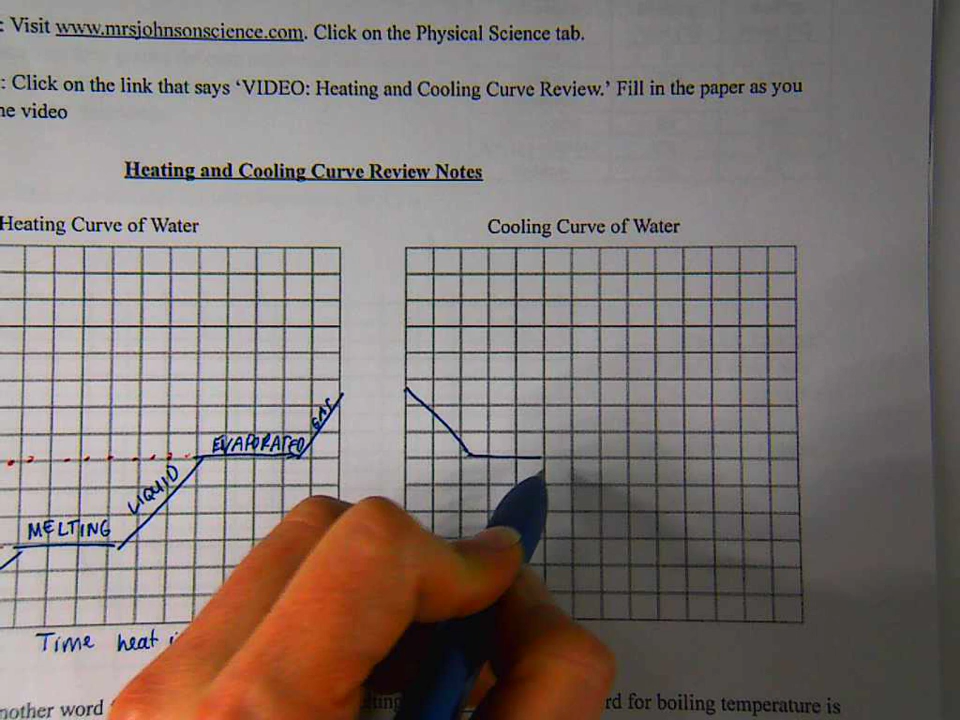 : Visit www.mrsjohnsonscience.com. Click on the Physical Science tab.
: Click on the link that says ‘VIDEO: Heating and Cooling Curve Review.’ Fill in the paper as you
he video
Heating and Cooling Curve Review Notes
Heating Curve of Water
Cooling Curve of Water
GAS
EVAPORATED
LIQUID
MELTING
Time heat
nother word
rd for boiling temperature is